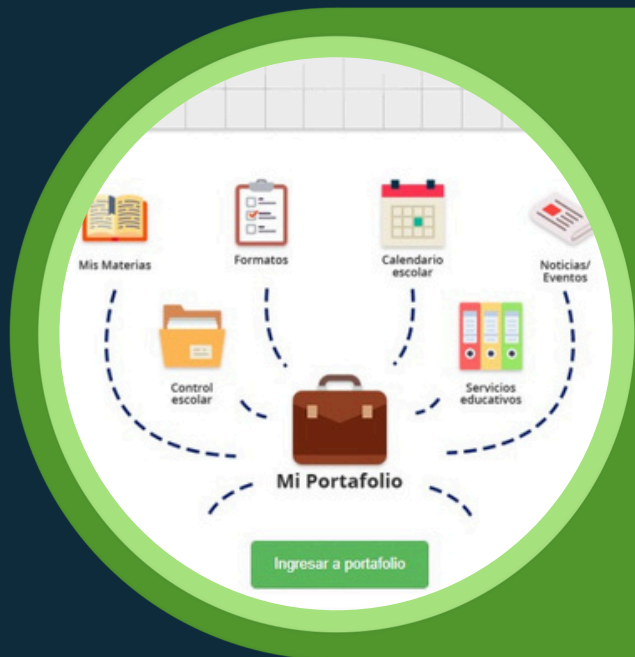 Mis Materias
Formatos
Calendario
escolar
Noticias/
Eventos
Control
escolar
Servicios
educativos
Mi Portafolio
Ingresar a portafolio